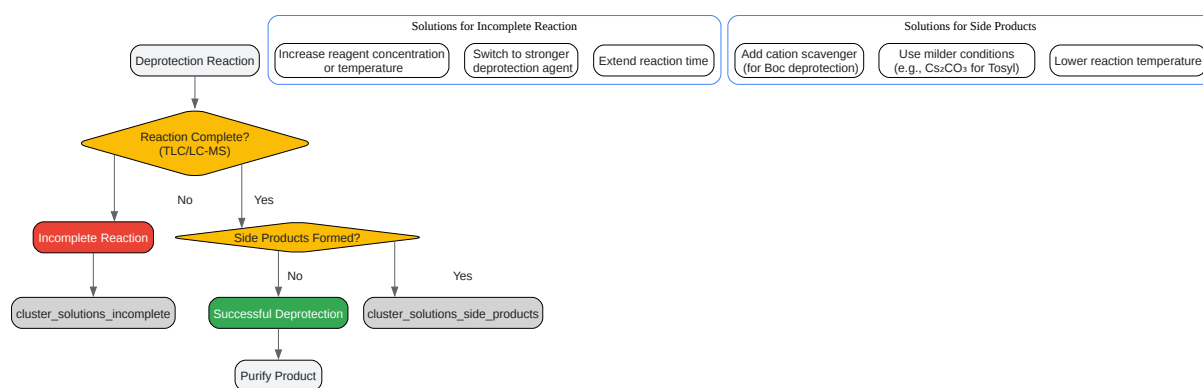 Solutions for Incomplete Reaction
Solutions for Side Products
Deprotection Reaction
Increase reagent concentration
or temperature
Switch to stronger
deprotection agent
Extend reaction time
Add cation scavenger
(for Boc deprotection)
Use milder conditions
(e.g., Cs₂CO₃ for Tosyl)
Lower reaction temperature
Reaction Complete?
(TLC/LC-MS)
No
Yes
Incomplete Reaction
Side Products Formed?
No
Yes
cluster_solutions_incomplete
Successful Deprotection
cluster_solutions_side_products
Purify Product